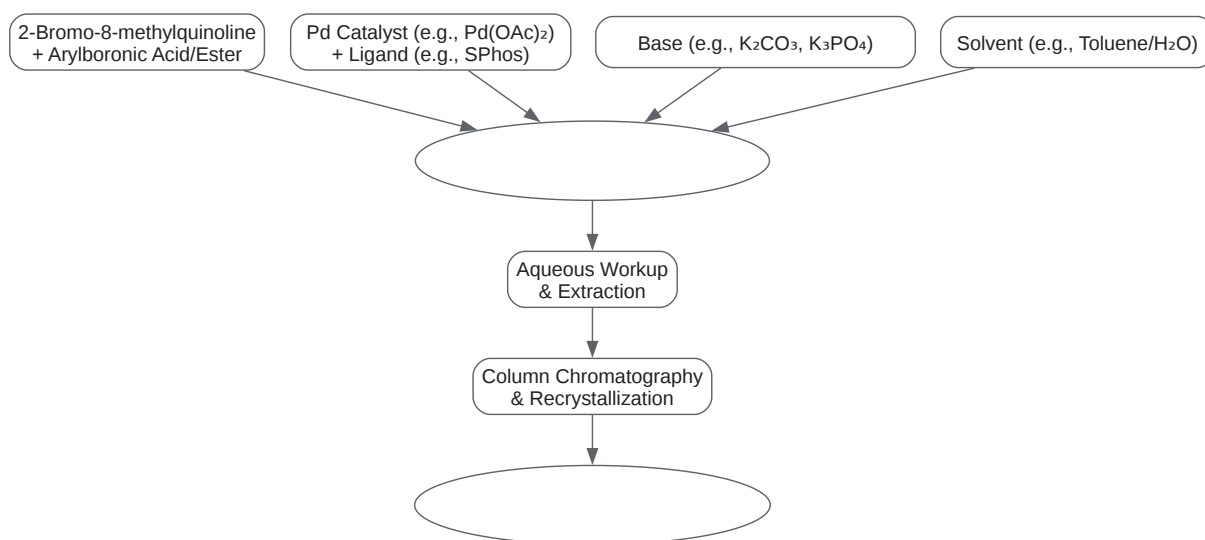 2-Bromo-8-methylquinoline
+ Arylboronic Acid/Ester
Pd Catalyst (e.g., Pd(OAc)₂)
+ Ligand (e.g., SPhos)
Base (e.g., K₂CO₃, K₃PO₄)
Solvent (e.g., Toluene/H₂O)
Aqueous Workup
& Extraction
Column Chromatography
& Recrystallization